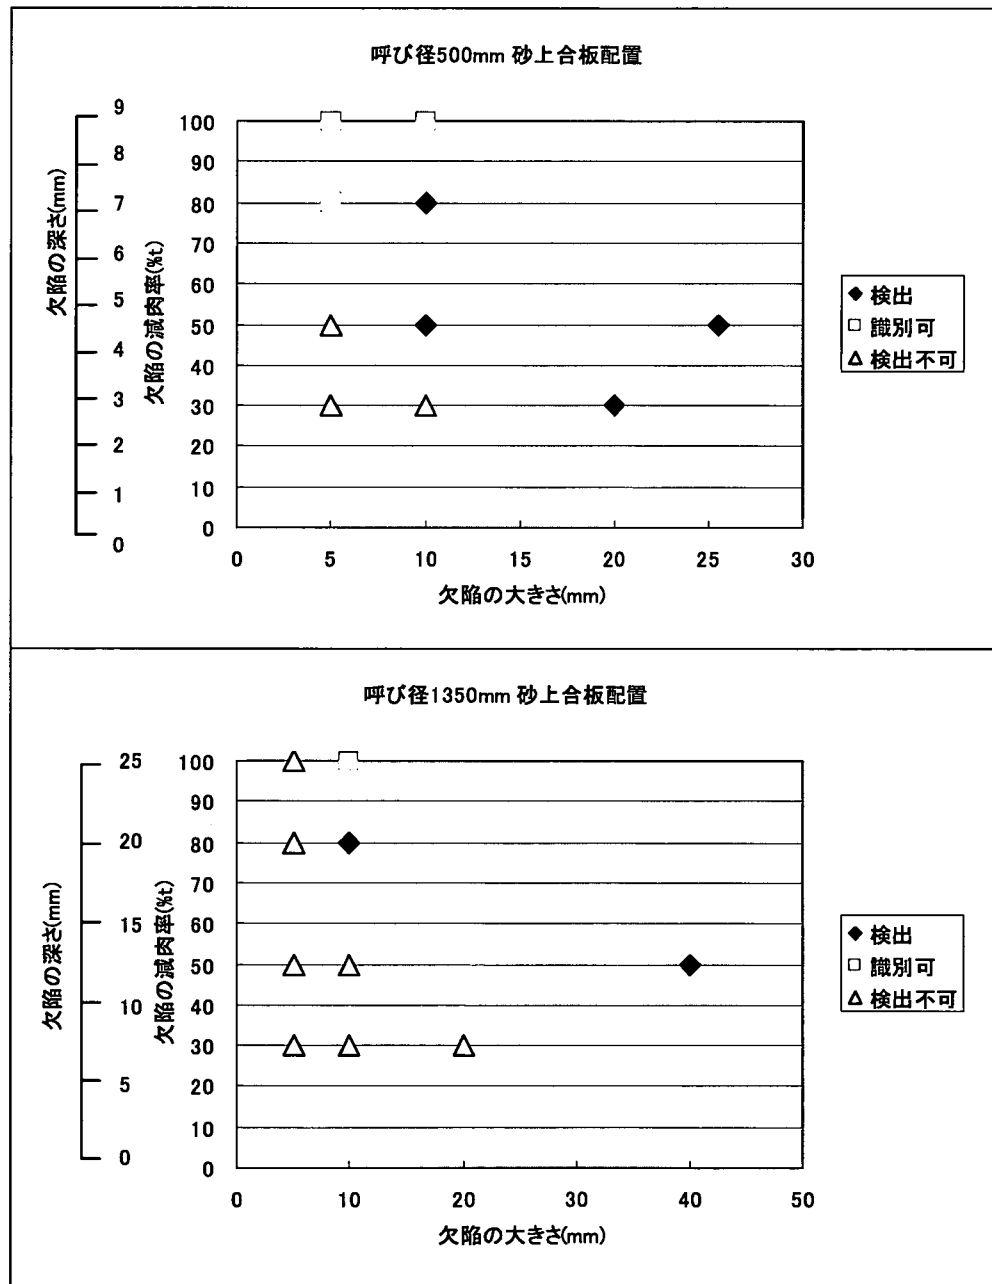 呼び径500mm 砂上合板配置
欠陥の深さ(mm)
9
8
7
6
5
4
3
2
1
0
欠陥の減肉率(%t)
100
90
80
70
60
50
40
30
20
10
0
0 5 10 15 20 25 30
欠陥の大きさ(mm)
検出
識別可
検出不可
呼び径1350mm 砂上合板配置
欠陥の深さ(mm)
25
20
15
10
5
0
欠陥の減肉率(%t)
100
90
80
70
60
50
40
30
20
10
0
0 10 20 30 40 50
欠陥の大きさ(mm)
検出
識別可
検出不可